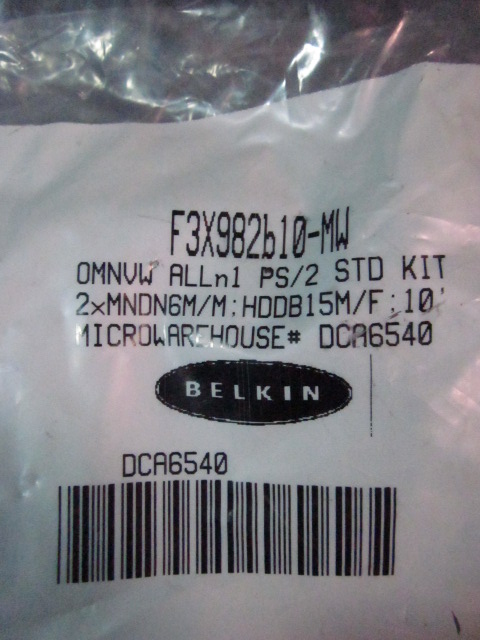 F3X982b10-MW
OMNVW ALLn1 PS/2 STD KIT
2xMNDN6M/M;HDDB15M/F;10'
MICROWAREHOUSE# DCA6540
BELKIN
DCA6540